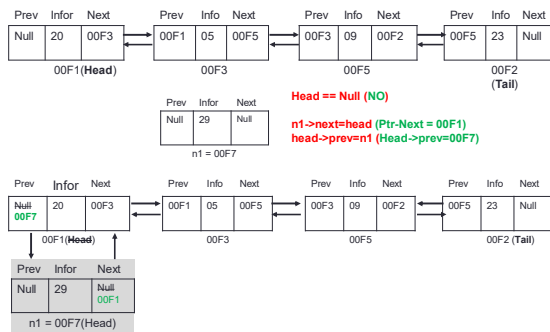 Prev Infor Next Prev Info Next Prev Info Next Prev Info Next
Null 20 00F3 00F1 05 00F5 00F3 09 00F2 00F5 23 Null
00F1(Head) 00F3 00F5 00F2
(Tail)
Prev Infor Next
Null 29 Null
n1 = 00F7
Head == Null (NO)
n1->next=head (Ptr-Next = 00F1)
head->prev=n1 (Head->prev=00F7)
Prev Infor Next Prev Info Next Prev Info Next Prev Info Next
Null 20 00F3 00F1 05 00F5 00F3 09 00F2 00F5 23 Null
00F7
00F1(Head) 00F3 00F5 00F2 (Tail)
Prev Infor Next
Null 29 Null
00F1
n1 = 00F7(Head)